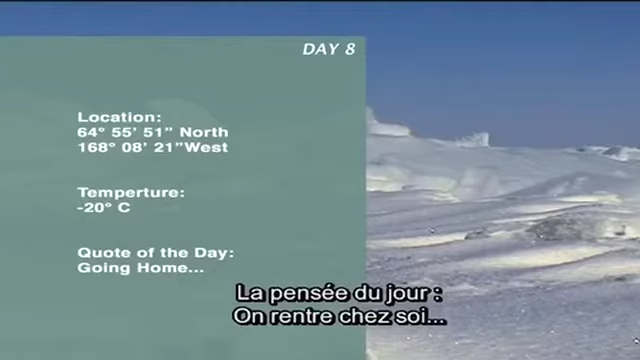 DAY 8
Location:
64° 55' 51” North
168° 08' 21”West
Temperture:
-20° C
Quote of the Day:
Going Home...
La pensée du jour :
On rentre chez soi...